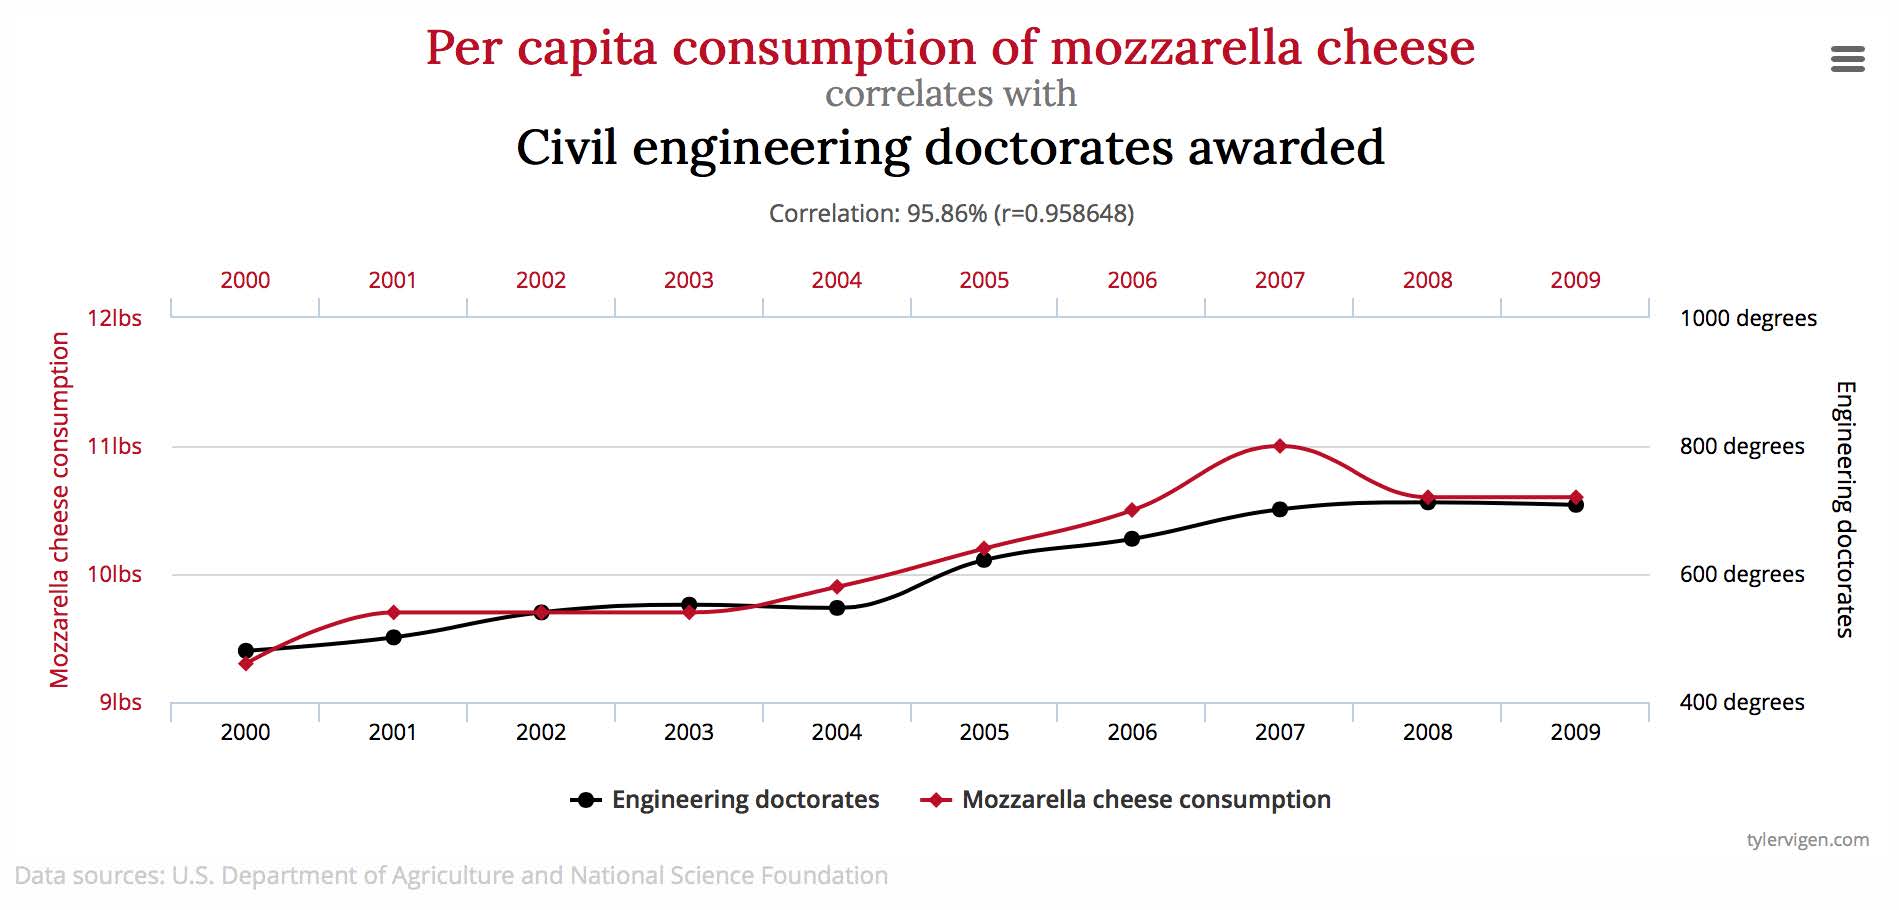 Per capita consumption of mozzarella cheese
correlates with
Civil engineering doctorates awarded
Correlation: 95.86% (r=0.958648)
2000 2001 2002 2003 2004 2005 2006 2007 2008 2009
12lbs 1000 degrees
11lbs 800 degrees
10lbs 600 degrees
9lbs 400 degrees
Mozzarella cheese consumption
Engineering doctorates
2000 2001 2002 2003 2004 2005 2006 2007 2008 2009
Engineering doctorates Mozzarella cheese consumption
tylervigen.com
Data sources: U.S. Department of Agriculture and National Science Foundation